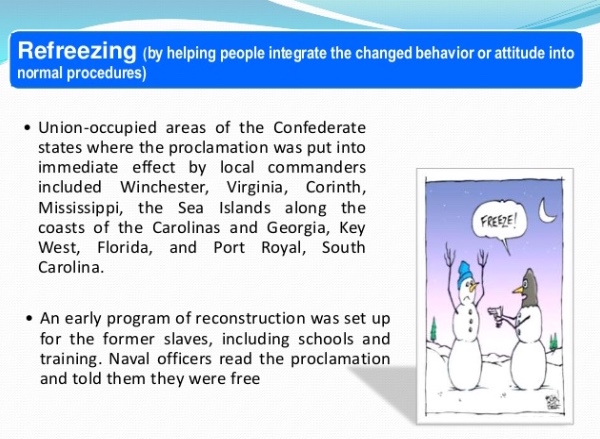 Refreezing (by helping people integrate the changed behavior or attitude into
normal procedures)
• Union-occupied areas of the Confederate
states where the proclamation was put into
immediate effect by local commanders
included Winchester, Virginia, Corinth,
Mississippi, the Sea Islands along the
coasts of the Carolinas and Georgia, Key
West, Florida, and Port Royal, South
Carolina.
• An early program of reconstruction was set up
for the former slaves, including schools and
training. Naval officers read the proclamation
and told them they were free
FREEZE!